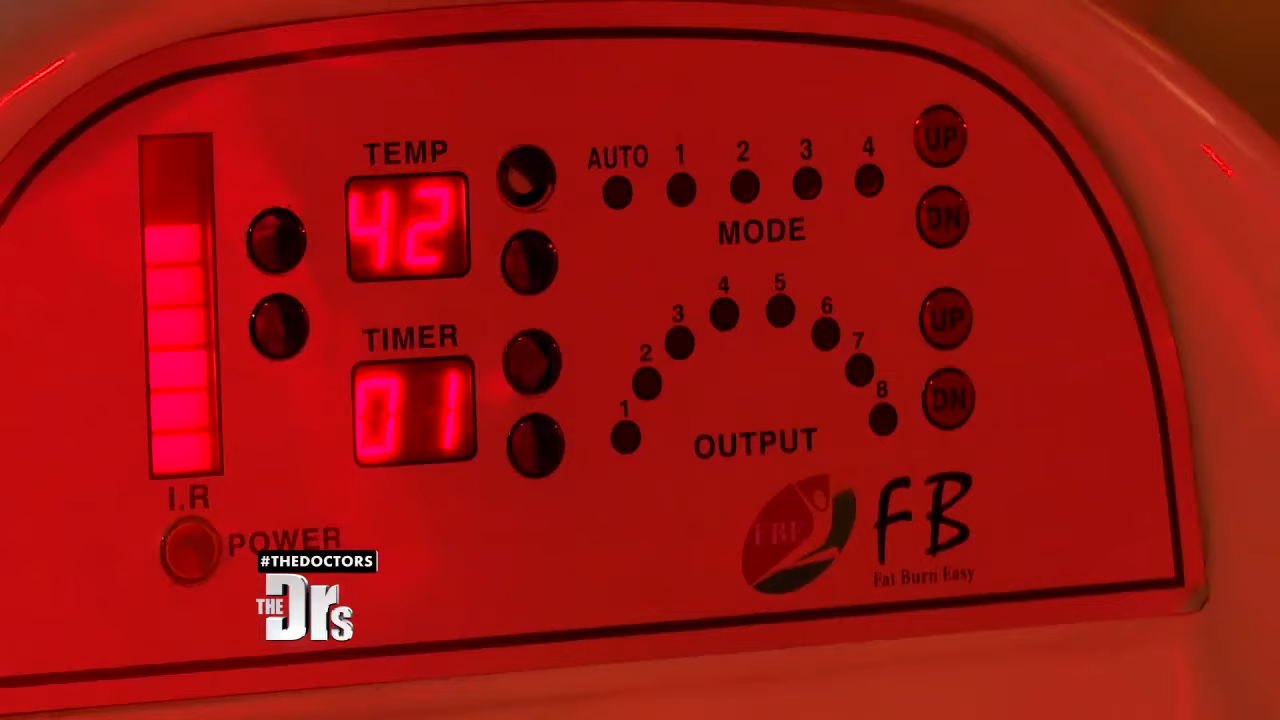 TEMP
42
TIMER
01
I.R
POWER
AUTO 1 2 3 4
MODE
UP
DN
1 2 3 4 5 6 7 8
OUTPUT
UP
DN
FBE
FB
Fat Burn Easy
#THEDOCTORS
THE Drs